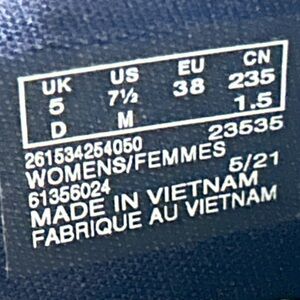 UK US EU CN
5 7½ 38 235
D M 1.5
261534254050 23535
WOMENS/FEMMES
61356024 5/21
MADE IN VIETNAM
FABRIQUE AU VIETNAM